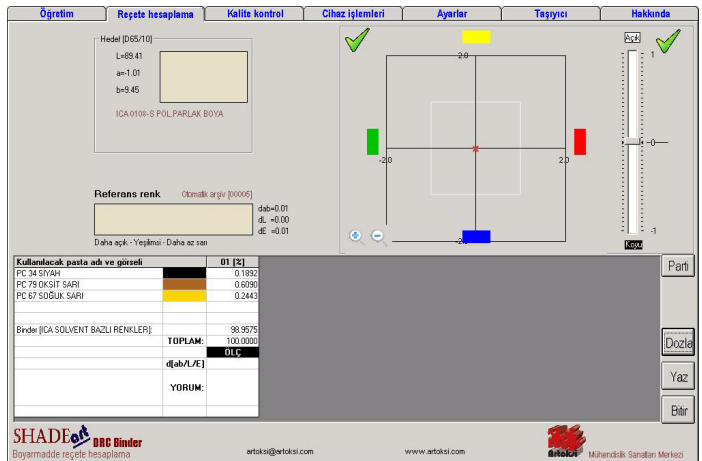 Öğretim Reçete hesaplama Kalite kontrol Cihaz işlemleri Ayarlar Taşıyıcı Hakkında
Hedef [D65/10]
L=89.41
a=-1.01
b=9.45
ICA 0108-S POL.PARLAK BOYA
Referans renk Otomatik arşiv [00005]
dab=0.01
dL =0.00
dE =0.01
Daha açık - Yeşilimsi - Daha az sarı
2.0
-2.0 2.0
-2.0
Açık
1
-0
-1
Koyu
Kullanılacak pasta adı ve görseli 01 [%]
PC 34 SİYAH 0.1892
PC 79 OKSİT SARI 0.6090
PC 67 SOĞUK SARI 0.2443
Binder [ICA SOLVENT BAZLI RENKLER]: 98.9575
TOPLAM: 100.0000
ÖLÇ
d[ab/L/E]
YORUM:
Parti
Dozla
Yaz
Bitir
SHADEart DRC Binder
Boyarmadde reçete hesaplama
artoksi@artoksi.com
www.artoksi.com
Artoksi Mühendislik Sanatları Merkezi